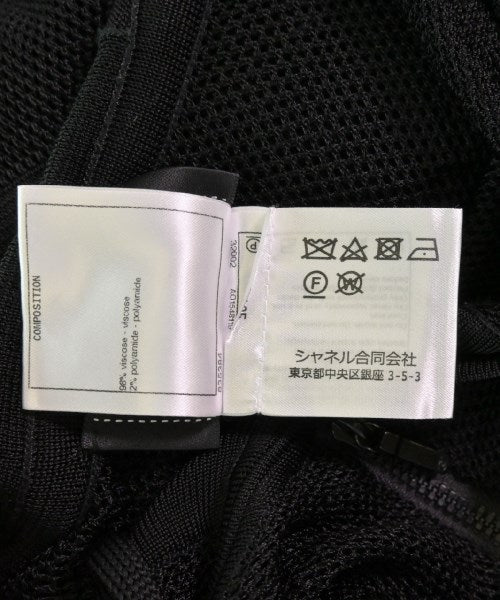 COMPOSITION
98% viscose - viscose
2% polyamide - polyamide
P
F
W
シャネル合同会社
東京都中央区銀座 3-5-3